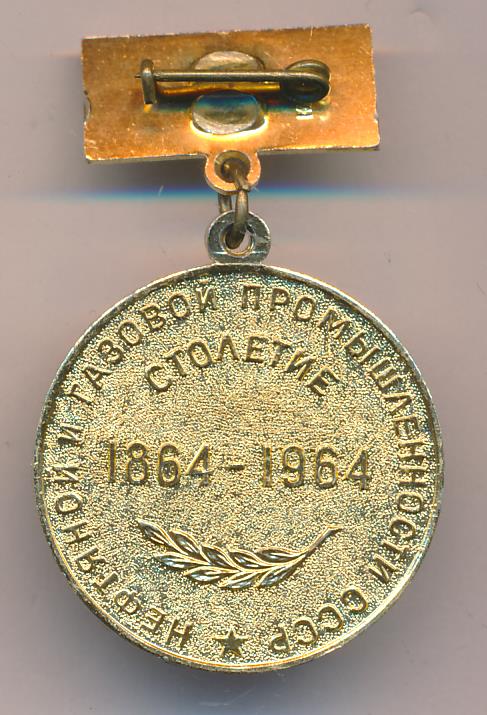 СТОЛЕТИЕ
НЕФТЯНОЙ И ГАЗОВОЙ ПРОМЫШЛЕННОСТИ СССР
1864-1964